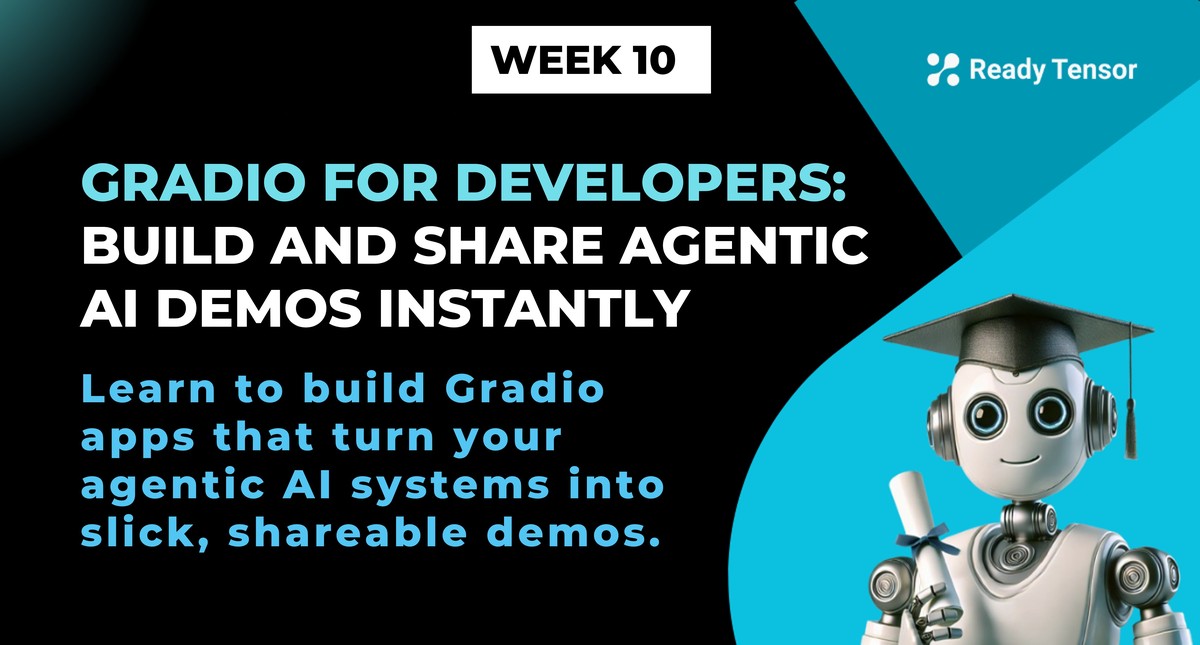 WEEK 10
Ready Tensor
GRADIO FOR DEVELOPERS:
BUILD AND SHARE AGENTIC
AI DEMOS INSTANTLY
Learn to build Gradio
apps that turn your
agentic AI systems into
slick, shareable demos.